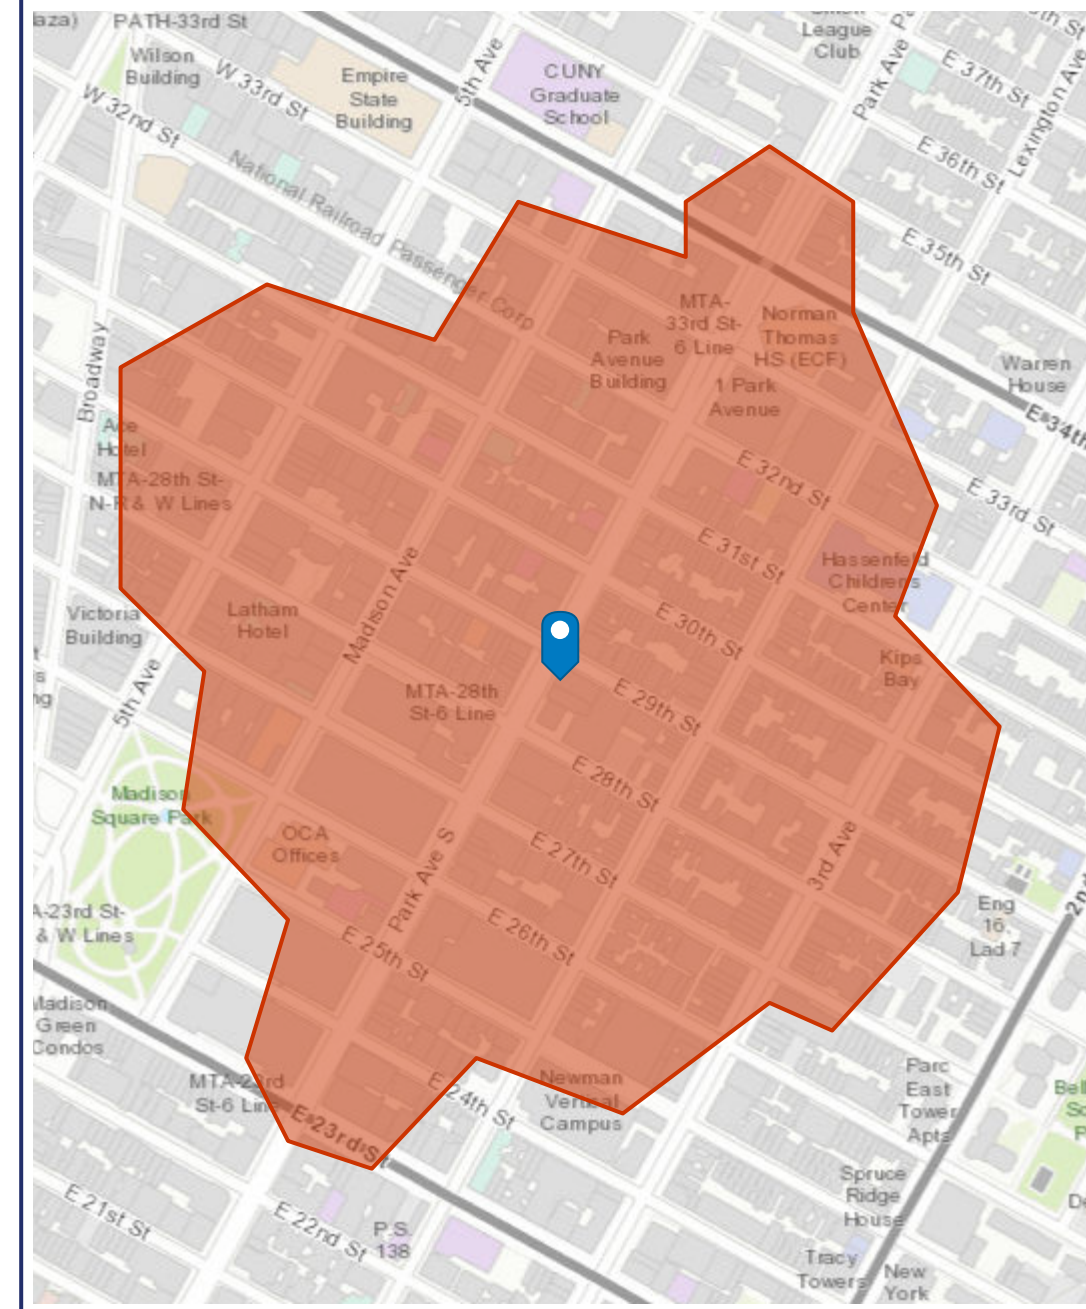 PATH-33rd St
Wilson
Building
W 33rd St
W 32nd St
Empire
State
Building
5th Ave
CUNY
Graduate
School
League
Club
Park Ave
E 37th St
Lexington Ave
E 36th St
E 35th St
National Railroad Passenger Corp
MTA-
33rd St-
6 Line
Norman
Thomas
HS (ECF)
Park
Avenue
Building
1 Park
Avenue
Warren
House
E 34th
Broadway
Ace
Hotel
MTA-28th St-
N-R & W Lines
E 32nd St
E 33rd St
E 31st St
Hassenfeld
Children's
Center
Madison Ave
Victoria
Building
Latham
Hotel
E 30th St
Kips
Bay
5th Ave
MTA-28th
St-6 Line
E 29th St
E 28th St
Madison
Square Park
OCA
Offices
Park Ave S
E 27th St
3rd Ave
E 26th St
E 25th St
A-23rd St-
& W Lines
Eng
16,
Lad 7
2nd
Madison
Green
Condos
MTA-23rd
St-6 Line
E 23rd St
E 24th St
Newman
Vertical
Campus
Parc
East
Tower
Apts
E 21st St
E 22nd St
P.S.
138
Spruce
Ridge
House
Tracy
Towers
New
York